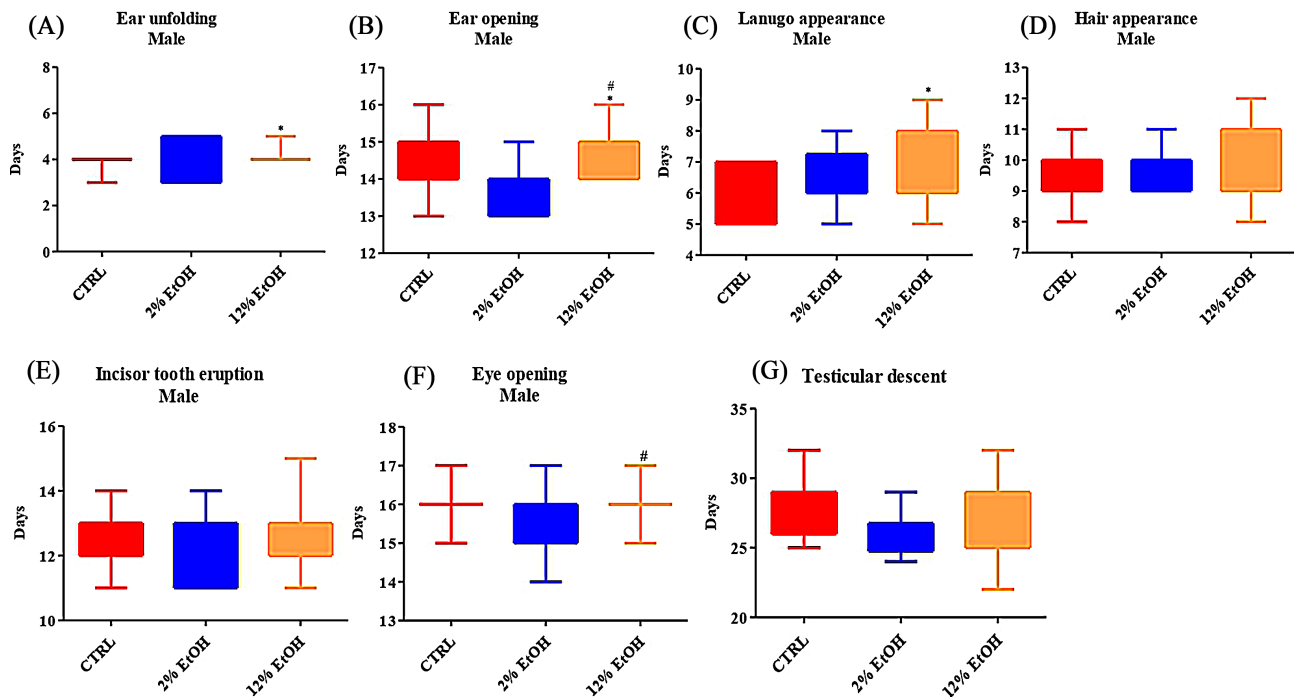 (A)
Ear unfolding
Male
Days
8
6
4
2
0
*
CTRL
2% EtOH
12% EtOH
(B)
Ear opening
Male
Days
17
16
15
14
13
12
#
*
CTRL
2% EtOH
12% EtOH
(C)
Lanugo appearance
Male
Days
10
9
8
7
6
5
4
*
CTRL
2% EtOH
12% EtOH
(D)
Hair appearance
Male
Days
13
12
11
10
9
8
7
CTRL
2% EtOH
12% EtOH
(E)
Incisor tooth eruption
Male
Days
16
14
12
10
CTRL
2% EtOH
12% EtOH
(F)
Eye opening
Male
Days
18
17
16
15
14
13
#
CTRL
2% EtOH
12% EtOH
(G)
Testicular descent
Days
35
30
25
20
CTRL
2% EtOH
12% EtOH